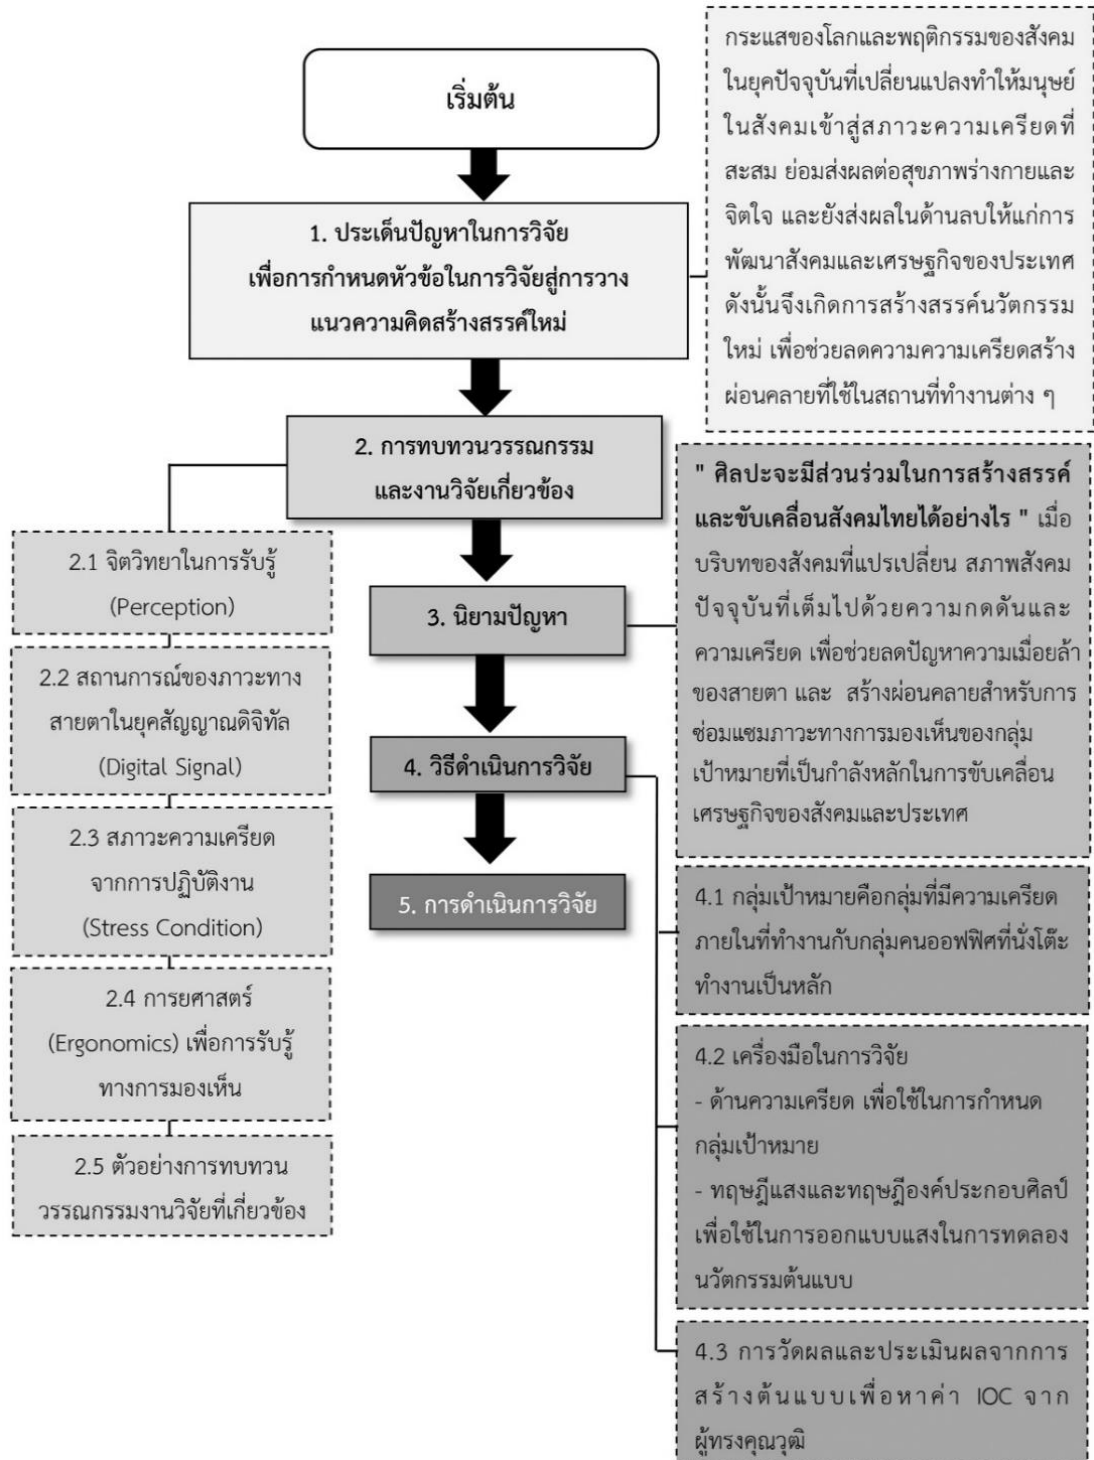 เริ่มต้น
1. ประเด็นปัญหาในการวิจัย
เพื่อการกำหนดหัวข้อในการวิจัยสู่การวาง
แนวความคิดสร้างสรรค์ใหม่
กระแสของโลกและพฤติกรรมของสังคม
ในยุคปัจจุบันที่เปลี่ยนแปลงทำให้มนุษย์
ในสังคมเข้าสู่สภาวะความเครียดที่
สะสม ย่อมส่งผลต่อสุขภาพร่างกายและ
จิตใจ และยังส่งผลในด้านลบให้แก่การ
พัฒนาสังคมและเศรษฐกิจของประเทศ
ดังนั้นจึงเกิดการสร้างสรรค์นวัตกรรม
ใหม่ เพื่อช่วยลดความความเครียดสร้าง
ผ่อนคลายที่ใช้ในสถานที่ทำงานต่าง ๆ
2. การทบทวนวรรณกรรม
และงานวิจัยเกี่ยวข้อง
2.1 จิตวิทยาในการรับรู้
(Perception)
2.2 สถานการณ์ของภาวะทาง
สายตาในยุคสัญญาณดิจิทัล
(Digital Signal)
2.3 สภาวะความเครียด
จากการปฏิบัติงาน
(Stress Condition)
2.4 การยศาสตร์
(Ergonomics) เพื่อการรับรู้
ทางการมองเห็น
2.5 ตัวอย่างการทบทวน
วรรณกรรมงานวิจัยที่เกี่ยวข้อง
3. นิยามปัญหา
" ศิลปะจะมีส่วนร่วมในการสร้างสรรค์
และขับเคลื่อนสังคมไทยได้อย่างไร " เมื่อ
บริบทของสังคมที่แปรเปลี่ยน สภาพสังคม
ปัจจุบันที่เต็มไปด้วยความกดดันและ
ความเครียด เพื่อช่วยลดปัญหาความเมื่อยล้า
ของสายตา และ สร้างผ่อนคลายสำหรับการ
ซ่อมแซมภาวะทางการมองเห็นของกลุ่ม
เป้าหมายที่เป็นกำลังหลักในการขับเคลื่อน
เศรษฐกิจของสังคมและประเทศ
4. วิธีดำเนินการวิจัย
4.1 กลุ่มเป้าหมายคือกลุ่มที่มีความเครียด
ภายในที่ทำงานกับกลุ่มคนออฟฟิศที่นั่งโต๊ะ
ทำงานเป็นหลัก
4.2 เครื่องมือในการวิจัย
- ด้านความเครียด เพื่อใช้ในการกำหนด
กลุ่มเป้าหมาย
- ทฤษฎีแสงและทฤษฎีองค์ประกอบศิลป์
เพื่อใช้ในการออกแบบแสงในการทดลอง
นวัตกรรมต้นแบบ
4.3 การวัดผลและประเมินผลจากการ
สร้างต้นแบบเพื่อหาค่า IOC จาก
ผู้ทรงคุณวุฒิ
5. การดำเนินการวิจัย